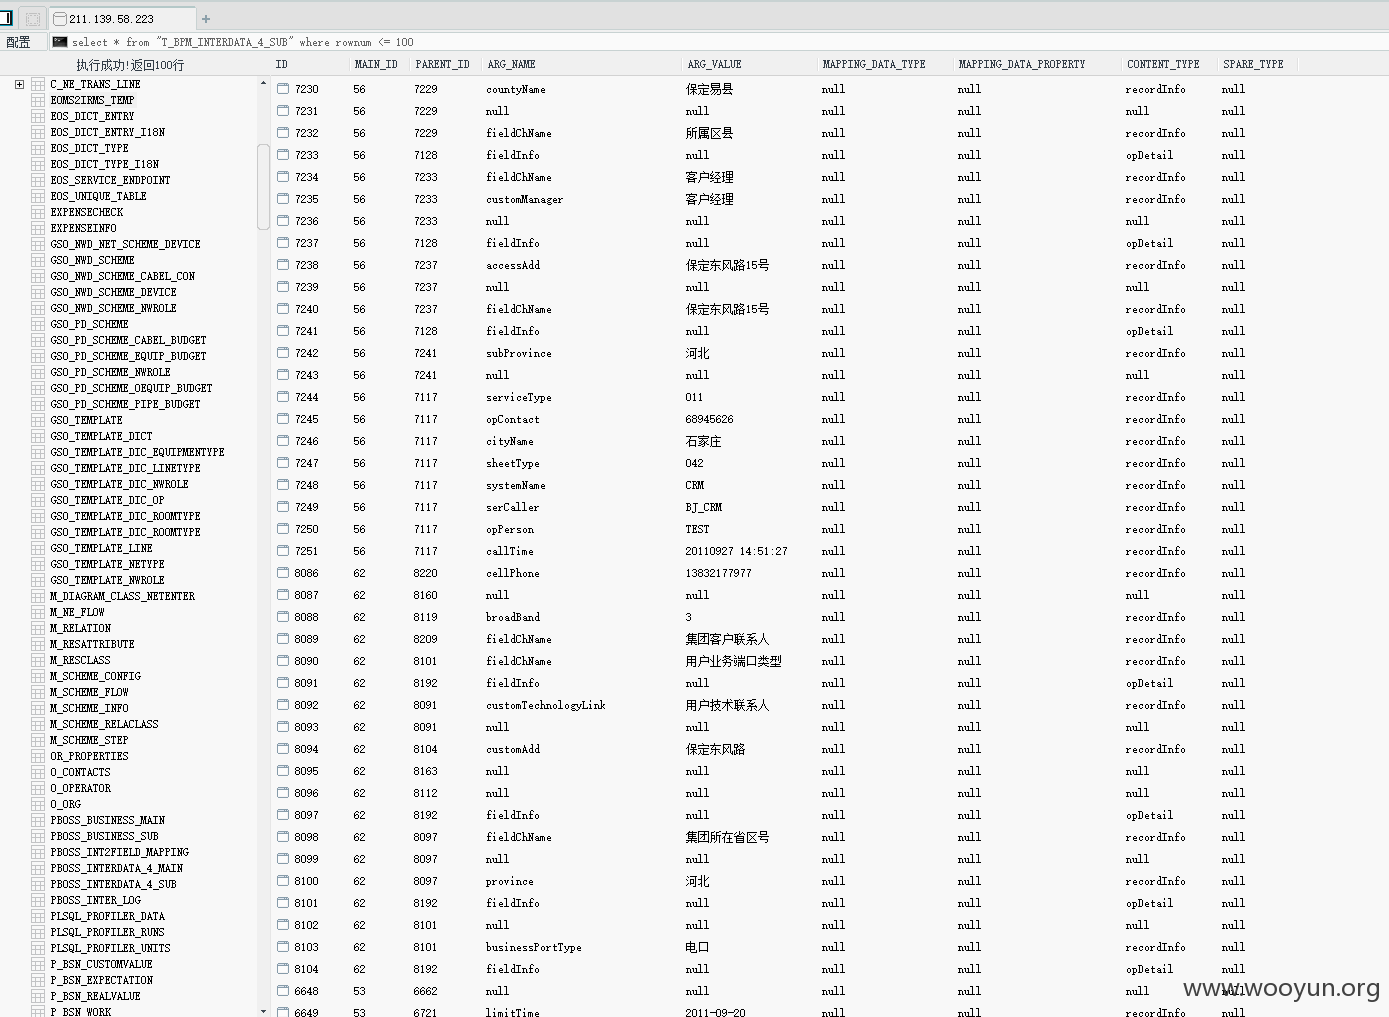 211.139.58.223 +
配置 select * from "T_BPM_INTERDATA_4_SUB" where rownum <= 100
执行成功!返回100行
C_NE_TRANS_LINE
EOMS2IRMS_TEMP
EOS_DICT_ENTRY
EOS_DICT_ENTRY_I18N
EOS_DICT_TYPE
EOS_DICT_TYPE_I18N
EOS_SERVICE_ENDPOINT
EOS_UNIQUE_TABLE
EXPENSECHECK
EXPENSEINFO
GSO_NWD_NET_SCHEME_DEVICE
GSO_NWD_SCHEME
GSO_NWD_SCHEME_CABEL_CON
GSO_NWD_SCHEME_DEVICE
GSO_NWD_SCHEME_NWROLE
GSO_PD_SCHEME
GSO_PD_SCHEME_CABEL_BUDGET
GSO_PD_SCHEME_EQUIP_BUDGET
GSO_PD_SCHEME_NWROLE
GSO_PD_SCHEME_OEQUIP_BUDGET
GSO_PD_SCHEME_PIPE_BUDGET
GSO_TEMPLATE
GSO_TEMPLATE_DICT
GSO_TEMPLATE_DIC_EQUIPMENTYPE
GSO_TEMPLATE_DIC_LINETYPE
GSO_TEMPLATE_DIC_NWROLE
GSO_TEMPLATE_DIC_OP
GSO_TEMPLATE_DIC_ROOMTYPE
GSO_TEMPLATE_DIC_ROOMTYPE
GSO_TEMPLATE_LINE
GSO_TEMPLATE_NETYPE
GSO_TEMPLATE_NWROLE
M_DIAGRAM_CLASS_NETENTER
M_NE_FLOW
M_RELATION
M_RESATTRIBUTE
M_RESCLASS
M_SCHEME_CONFIG
M_SCHEME_FLOW
M_SCHEME_INFO
M_SCHEME_RELACLASS
M_SCHEME_STEP
OR_PROPERTIES
O_CONTACTS
O_OPERATOR
O_ORG
PBOSS_BUSINESS_MAIN
PBOSS_BUSINESS_SUB
PBOSS_INT2FIELD_MAPPING
PBOSS_INTERDATA_4_MAIN
PBOSS_INTERDATA_4_SUB
PBOSS_INTER_LOG
PLSQL_PROFILER_DATA
PLSQL_PROFILER_RUNS
PLSQL_PROFILER_UNITS
P_BSN_CUSTOMVALUE
P_BSN_EXPECTATION
P_BSN_REALVALUE
P_BSN_WORK
ID MAIN_ID PARENT_ID ARG_NAME ARG_VALUE MAPPING_DATA_TYPE MAPPING_DATA_PROPERTY CONTENT_TYPE SPARE_TYPE
7230 56 7229 countyName 保定易县 null null recordInfo null
7231 56 7229 null null null null null null
7232 56 7229 fieldChName 所属区县 null null recordInfo null
7233 56 7128 fieldInfo null null null opDetail null
7234 56 7233 fieldChName 客户经理 null null recordInfo null
7235 56 7233 customManager 客户经理 null null recordInfo null
7236 56 7233 null null null null null null
7237 56 7128 fieldInfo null null null opDetail null
7238 56 7237 accessAdd 保定东风路15号 null null recordInfo null
7239 56 7237 null null null null null null
7240 56 7237 fieldChName 保定东风路15号 null null recordInfo null
7241 56 7128 fieldInfo null null null opDetail null
7242 56 7241 subProvince 河北 null null recordInfo null
7243 56 7241 null null null null null null
7244 56 7117 serviceType 011 null null recordInfo null
7245 56 7117 opContact 68945626 null null recordInfo null
7246 56 7117 cityName 石家庄 null null recordInfo null
7247 56 7117 sheetType 042 null null recordInfo null
7248 56 7117 systemName CRM null null recordInfo null
7249 56 7117 serCaller BJ_CRM null null recordInfo null
7250 56 7117 opPerson TEST null null recordInfo null
7251 56 7117 callTime 20110927 14:51:27 null null recordInfo null
8086 62 8220 cellPhone 13832177977 null null recordInfo null
8087 62 8160 null null null null null null
8088 62 8119 broadBand 3 null null recordInfo null
8089 62 8209 fieldChName 集团客户联系人 null null recordInfo null
8090 62 8101 fieldChName 用户业务端口类型 null null recordInfo null
8091 62 8192 fieldInfo null null null opDetail null
8092 62 8091 customTechnologyLink 用户技术联系人 null null recordInfo null
8093 62 8091 null null null null null null
8094 62 8104 customAdd 保定东风路 null null recordInfo null
8095 62 8163 null null null null null null
8096 62 8112 null null null null null null
8097 62 8192 fieldInfo null null null opDetail null
8098 62 8097 fieldChName 集团所在省区号 null null recordInfo null
8099 62 8097 null null null null null null
8100 62 8097 province 河北 null null recordInfo null
8101 62 8192 fieldInfo null null null opDetail null
8102 62 8101 null null null null null null
8103 62 8101 businessPortType 电口 null null recordInfo null
8104 62 8192 fieldInfo null null null opDetail null
6648 53 6662 null null null null null null
6649 53 6721 limitTime 2011-09-20 null null recordInfo null
www.wooyun.org